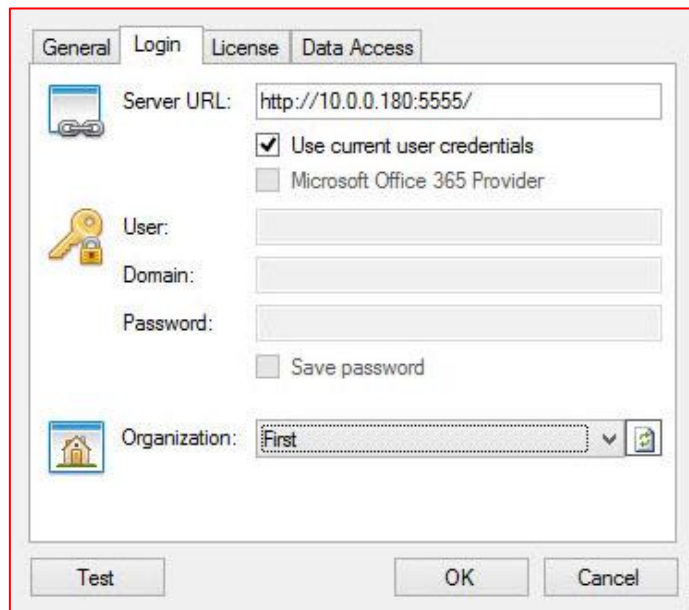 General Login License Data Access
Server URL: http://10.0.0.180:5555/
Use current user credentials
Microsoft Office 365 Provider
User:
Domain:
Password:
Save password
Organization: First
Test OK Cancel